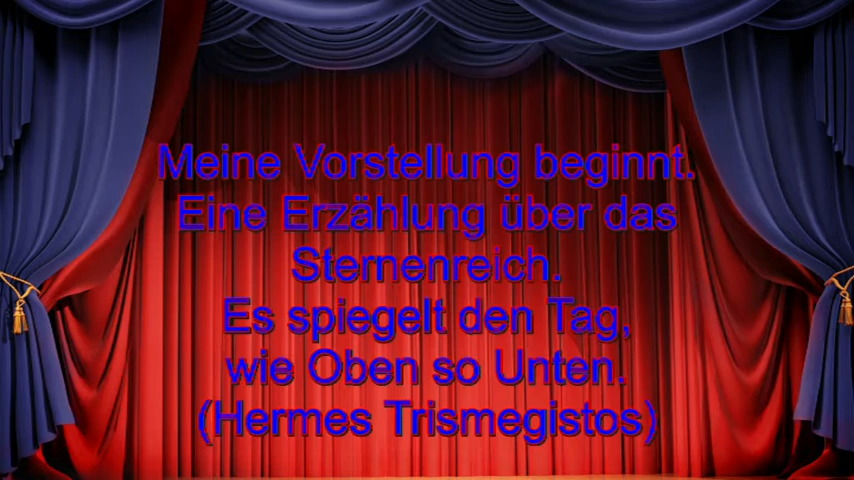 Meine Vorstellung beginnt.
Eine Erzählung über das
Sternenreich.
Es spiegelt den Tag,
wie Oben so Unten.
(Hermes Trismegistos)